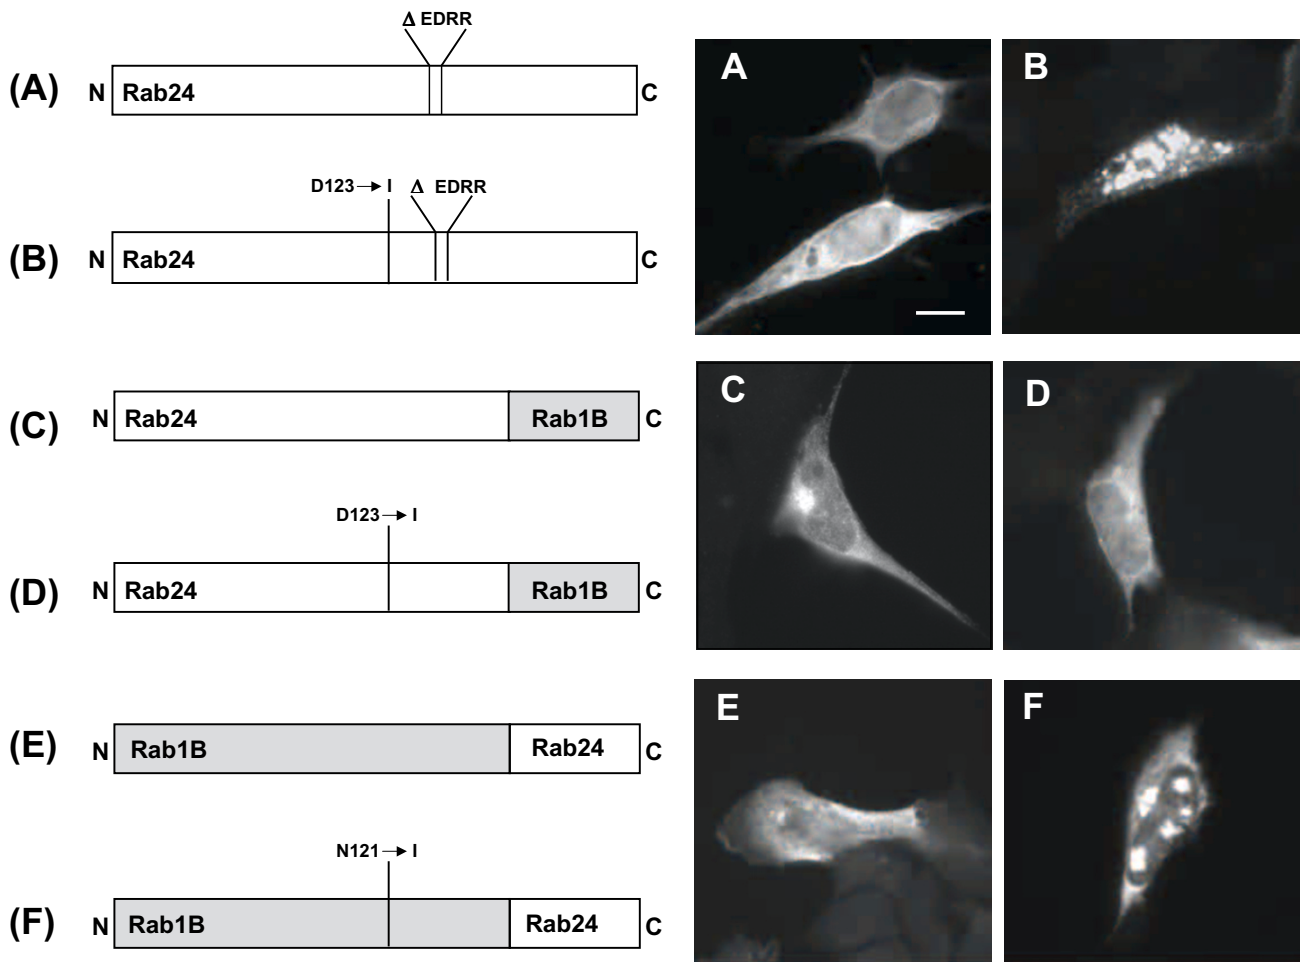 Δ EDRR
(A) N Rab24 C
D123→I Δ EDRR
(B) N Rab24 C
(C) N Rab24 Rab1B C
D123→I
(D) N Rab24 Rab1B C
(E) N Rab1B Rab24 C
N121→I
(F) N Rab1B Rab24 C
A B
C D
E F